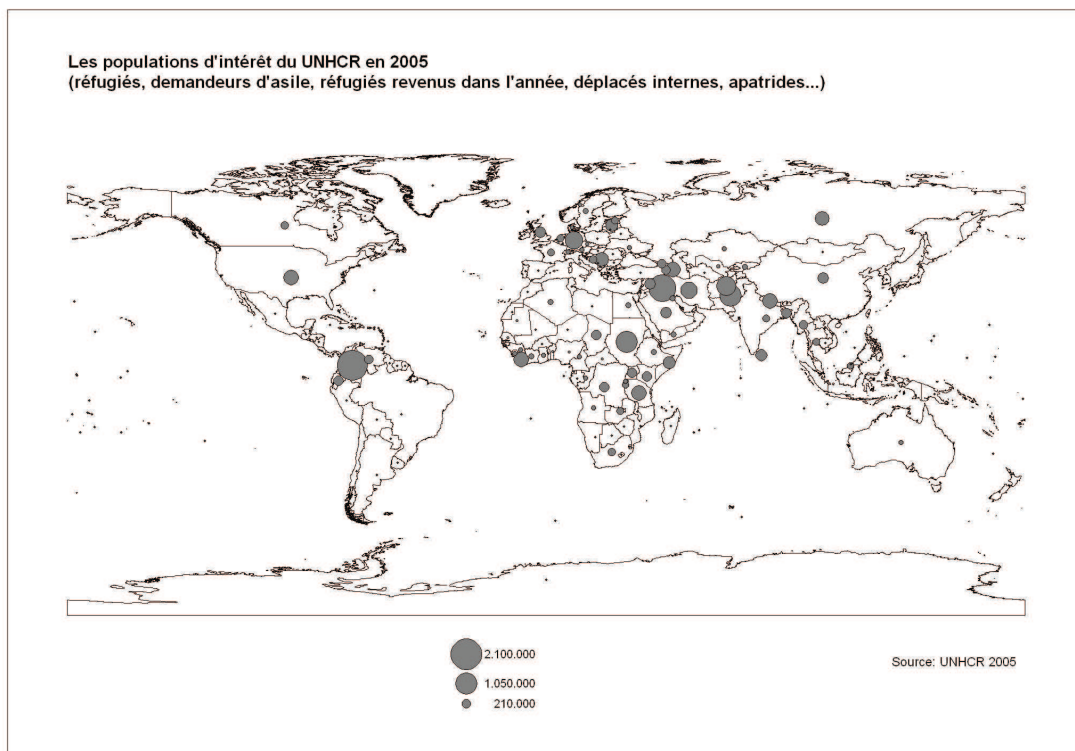 Les populations d'intérêt du UNHCR en 2005
(réfugiés, demandeurs d'asile, réfugiés revenus dans l'année, déplacés internes, apatrides...)
2.100.000
1.050.000
210.000
Source: UNHCR 2005